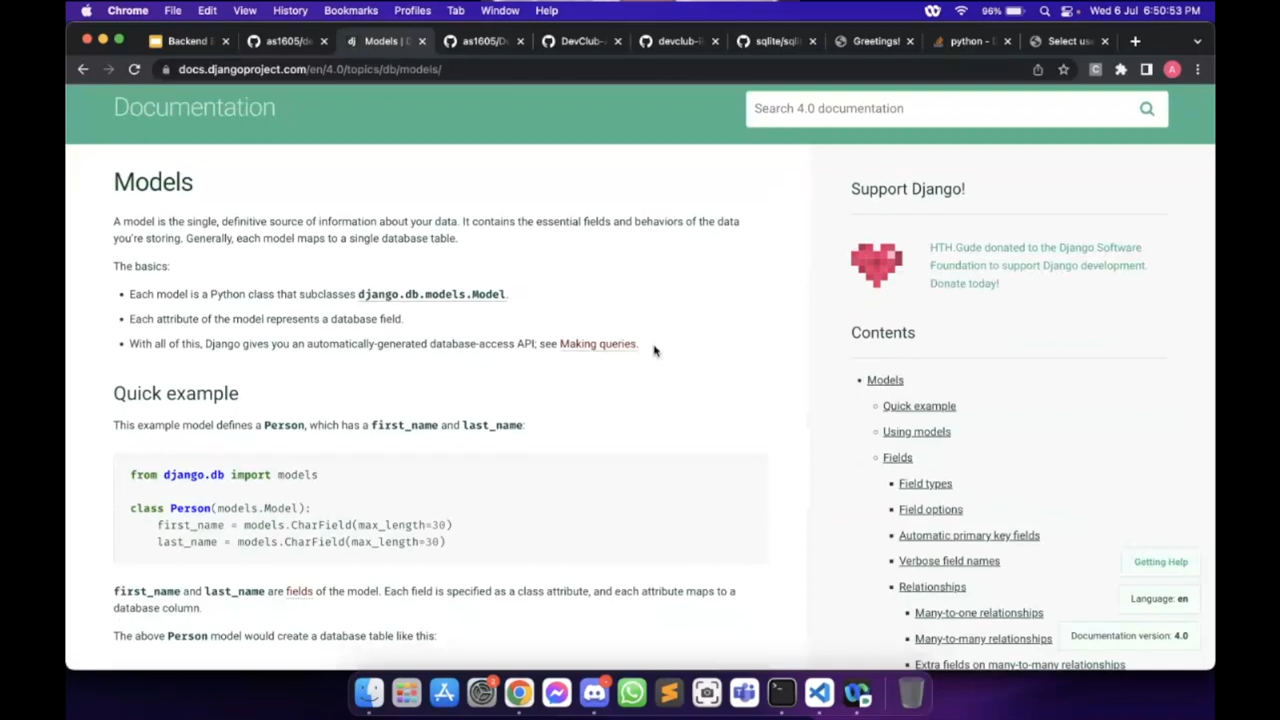 Chrome File Edit View History Bookmarks Profiles Tab Window Help 96% Wed 6 Jul 6:50:53 PM
Backend as1605/de Models | D as1605/D DevClub- devclub- sqlite/sqli Greetings! python - Select us
docs.djangoproject.com/en/4.0/topics/db/models/
Documentation
Search 4.0 documentation
Models
A model is the single, definitive source of information about your data. It contains the essential fields and behaviors of the data
you're storing. Generally, each model maps to a single database table.
The basics:
• Each model is a Python class that subclasses django.db.models.Model.
• Each attribute of the model represents a database field.
• With all of this, Django gives you an automatically-generated database-access API; see Making queries.
Quick example
This example model defines a Person, which has a first_name and last_name:
from django.db import models
class Person(models.Model):
first_name = models.CharField(max_length=30)
last_name = models.CharField(max_length=30)
first_name and last_name are fields of the model. Each field is specified as a class attribute, and each attribute maps to a
database column.
The above Person model would create a database table like this:
Support Django!
HTH.Gude donated to the Django Software
Foundation to support Django development.
Donate today!
Contents
Models
Quick example
Using models
Fields
Field types
Field options
Automatic primary key fields
Verbose field names
Relationships
Many-to-one relationships
Many-to-many relationships
Extra fields on many-to-many relationships
Getting Help
Language: en
Documentation version: 4.0